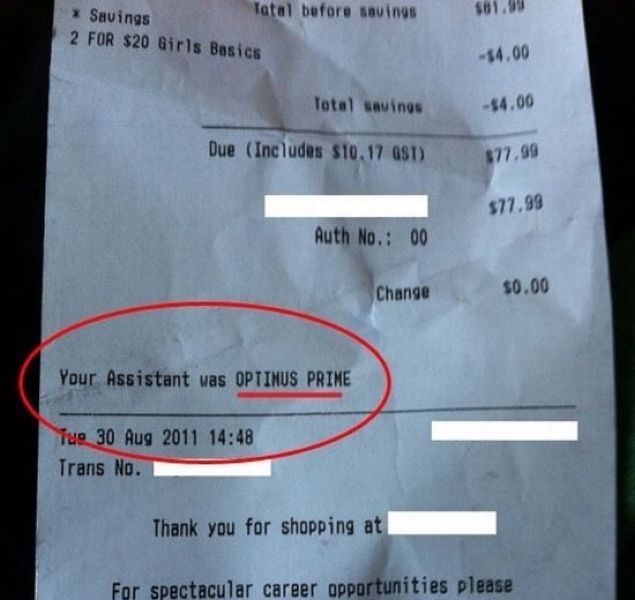 Total before savings $81.99
* Savings
2 FOR $20 Girls Basics -$4.00
Total savings -$4.00
Due (Includes $10.17 GST) $77.99
$77.99
Auth No.: 00
Change $0.00
Your Assistant was OPTIMUS PRIME
Tue 30 Aug 2011 14:48
Trans No.
Thank you for shopping at
For spectacular career opportunities please